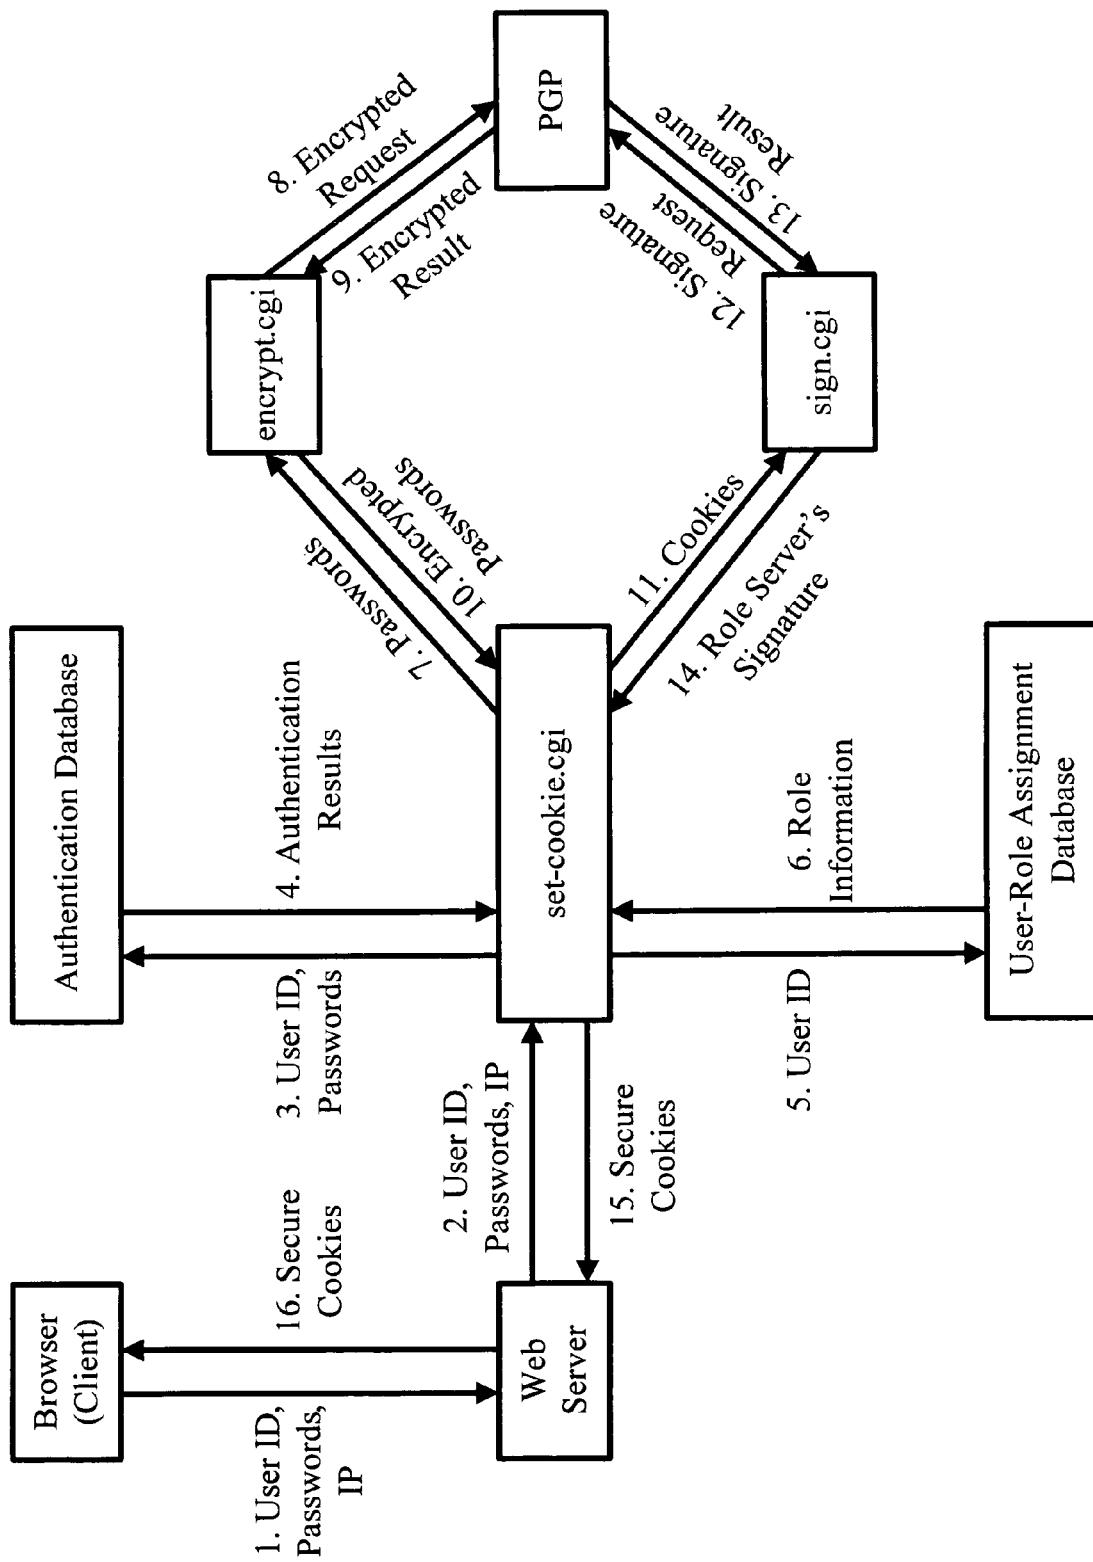 Browser
(Client)
1. User ID,
Passwords,
IP
16. Secure
Cookies
Web
Server
2. User ID,
Passwords, IP
15. Secure
Cookies
Authentication Database
3. User ID,
Passwords
4. Authentication
Results
set-cookie.cgi
5. User ID
6. Role
Information
User-Role Assignment
Database
7. Passwords
10. Encrypted
Passwords
encrypt.cgi
8. Encrypted
Request
9. Encrypted
Result
PGP
11. Cookies
14. Role Server's
Signature
sign.cgi
12. Signature
Request
13. Signature
Result